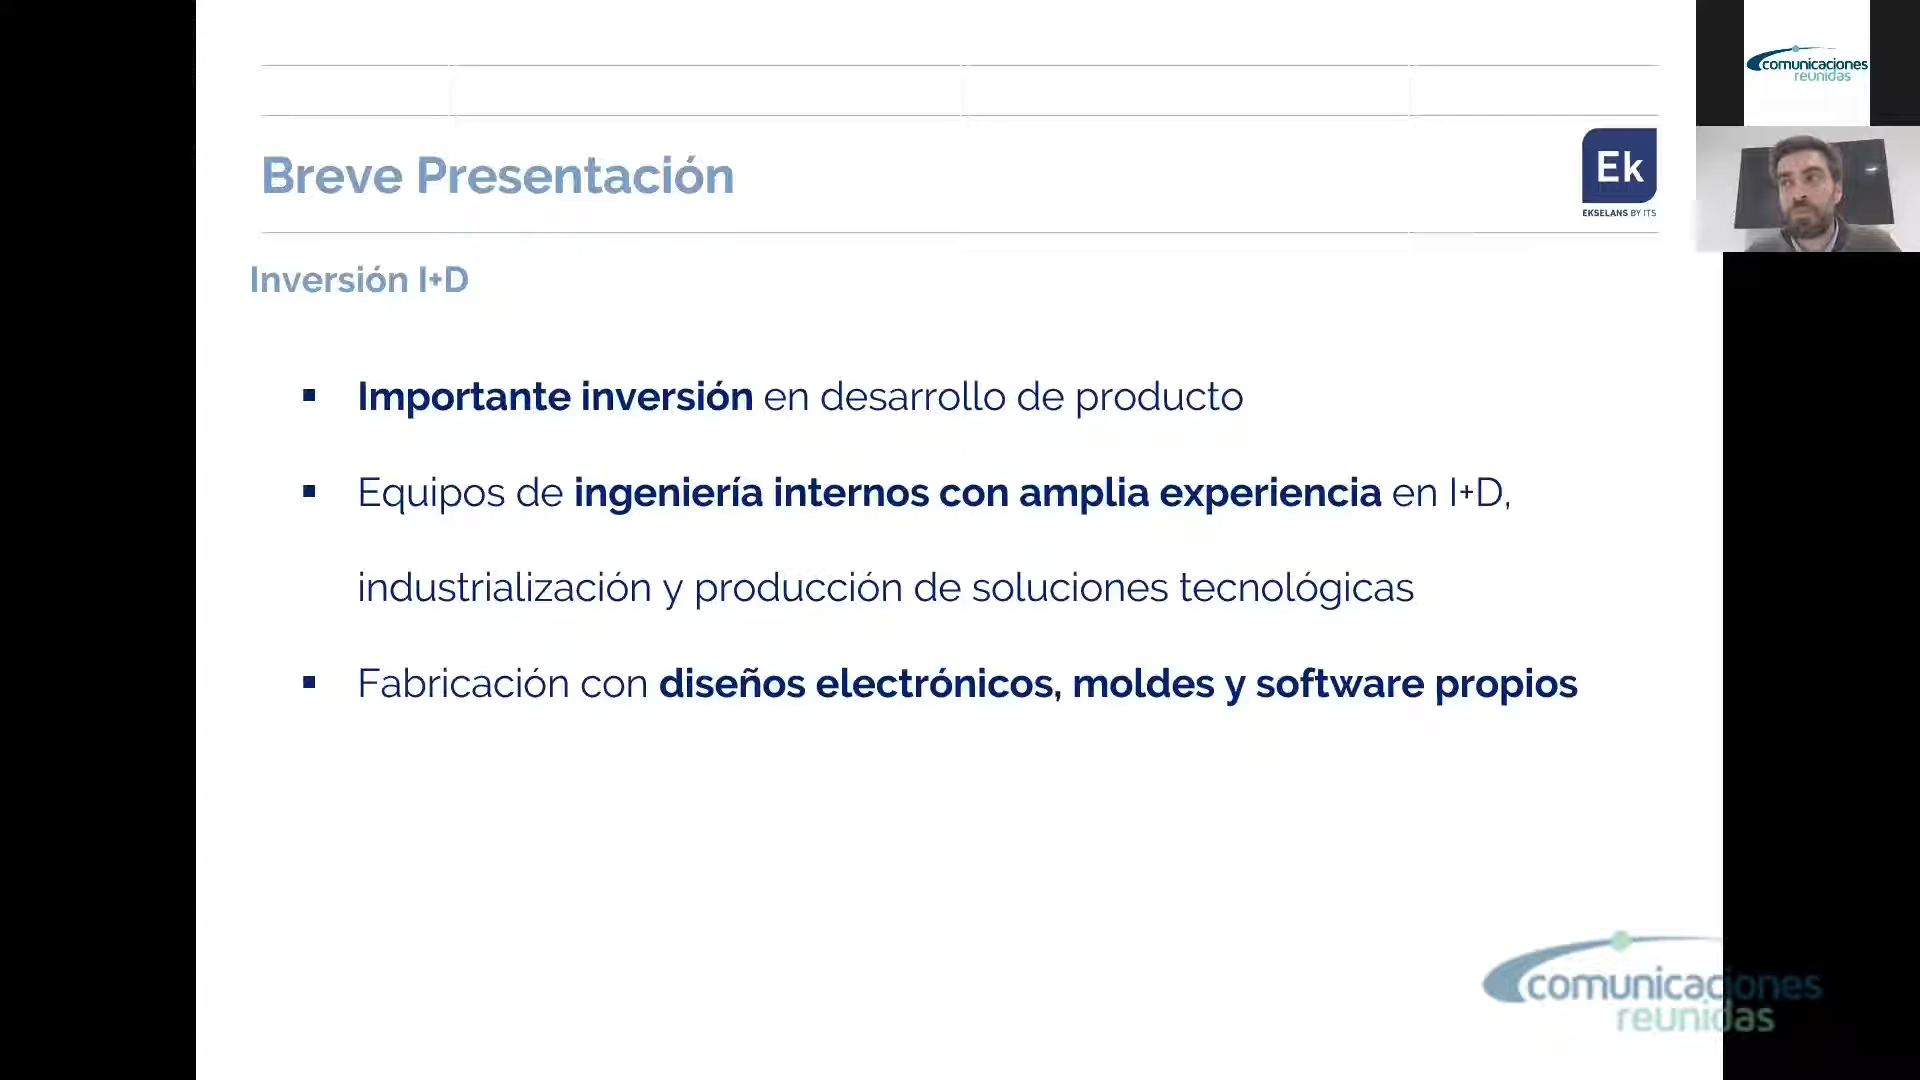 comunicaciones
reunidas
Breve Presentación
Ek
EKSELANS BY ITS
Inversión I+D
▪ Importante inversión en desarrollo de producto
▪ Equipos de ingeniería internos con amplia experiencia en I+D,
industrialización y producción de soluciones tecnológicas
▪ Fabricación con diseños electrónicos, moldes y software propios
comunicaciones
reunidas